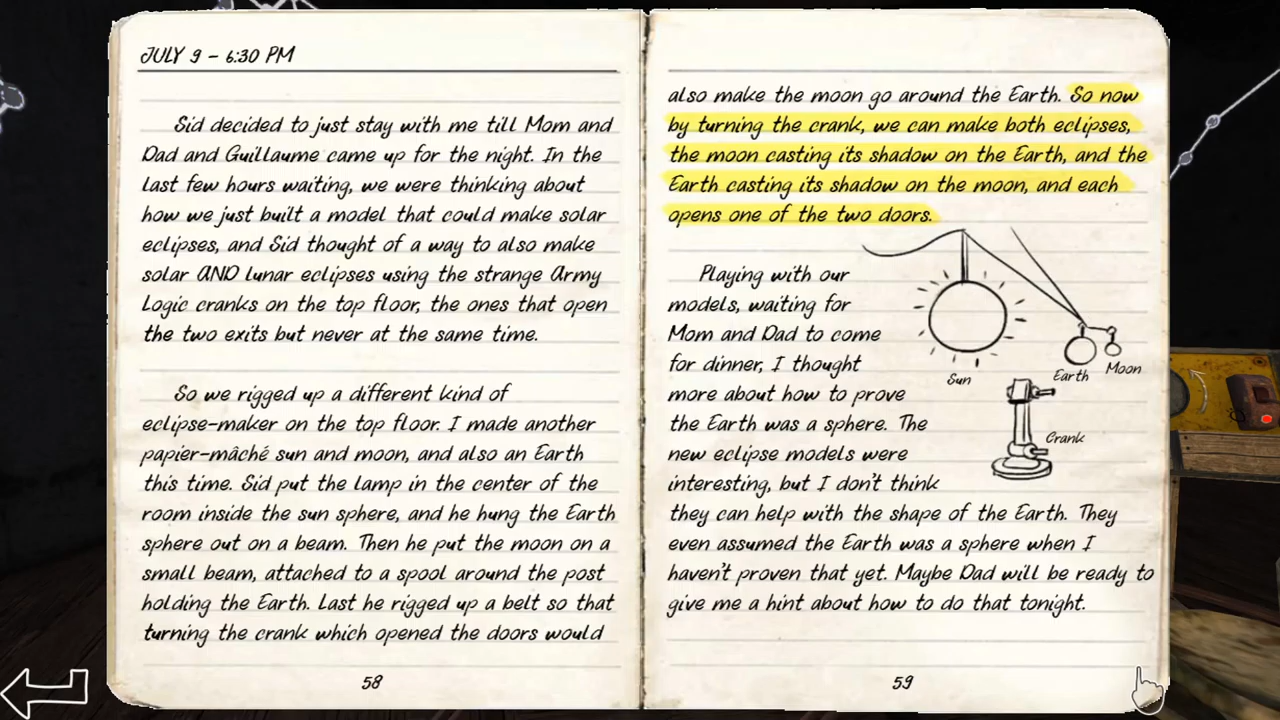 JULY 9 – 6:30 PM
Sid decided to just stay with me till Mom and
Dad and Guillaume came up for the night. In the
last few hours waiting, we were thinking about
how we just built a model that could make solar
eclipses, and Sid thought of a way to also make
solar AND lunar eclipses using the strange Army
Logic cranks on the top floor, the ones that open
the two exits but never at the same time.
So we rigged up a different kind of
eclipse-maker on the top floor. I made another
papier-mâché sun and moon, and also an Earth
this time. Sid put the lamp in the center of the
room inside the sun sphere, and he hung the Earth
sphere out on a beam. Then he put the moon on a
small beam, attached to a spool around the post
holding the Earth. Last he rigged up a belt so that
turning the crank which opened the doors would
58
also make the moon go around the Earth. So now
by turning the crank, we can make both eclipses,
the moon casting its shadow on the Earth, and the
Earth casting its shadow on the moon, and each
opens one of the two doors.
Playing with our
models, waiting for
Mom and Dad to come
for dinner, I thought
more about how to prove
the Earth was a sphere. The
new eclipse models were
interesting, but I don't think
they can help with the shape of the Earth. They
even assumed the Earth was a sphere when I
haven't proven that yet. Maybe Dad will be ready to
give me a hint about how to do that tonight.
Sun
Earth
Moon
Crank
59